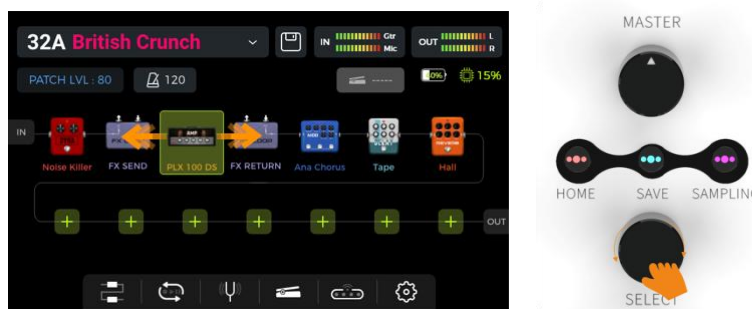 32A British Crunch
IN Gtr Mic
OUT L R
PATCH LVL : 80
120
-----
15%
IN
AMP
Noise Killer
FX SEND
PLX 100 DS
FX RETURN
Ana Chorus
Tape
Hall
+ + + + + + +
OUT
MASTER
HOME SAVE SAMPLING
SELECT